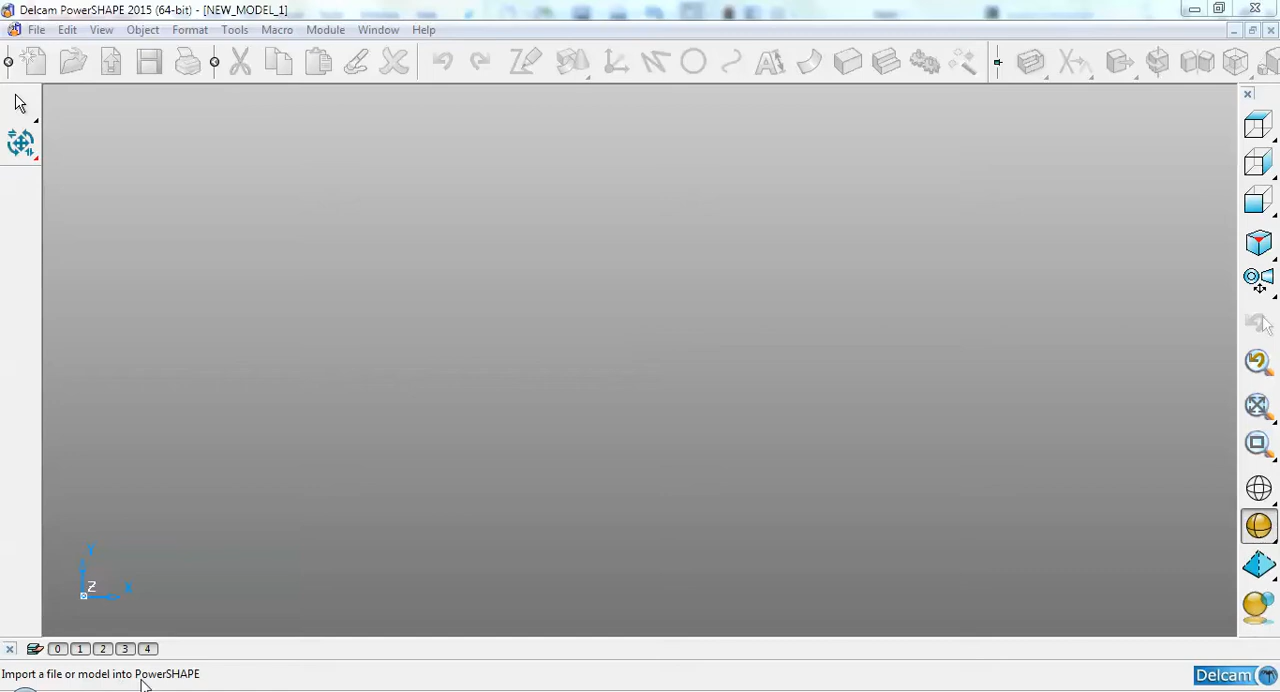 Delcam PowerSHAPE 2015 (64-bit) - [NEW_MODEL_1]
File Edit View Object Format Tools Macro Module Window Help
Y
Z X
0 1 2 3 4
Import a file or model into PowerSHAPE
Delcam